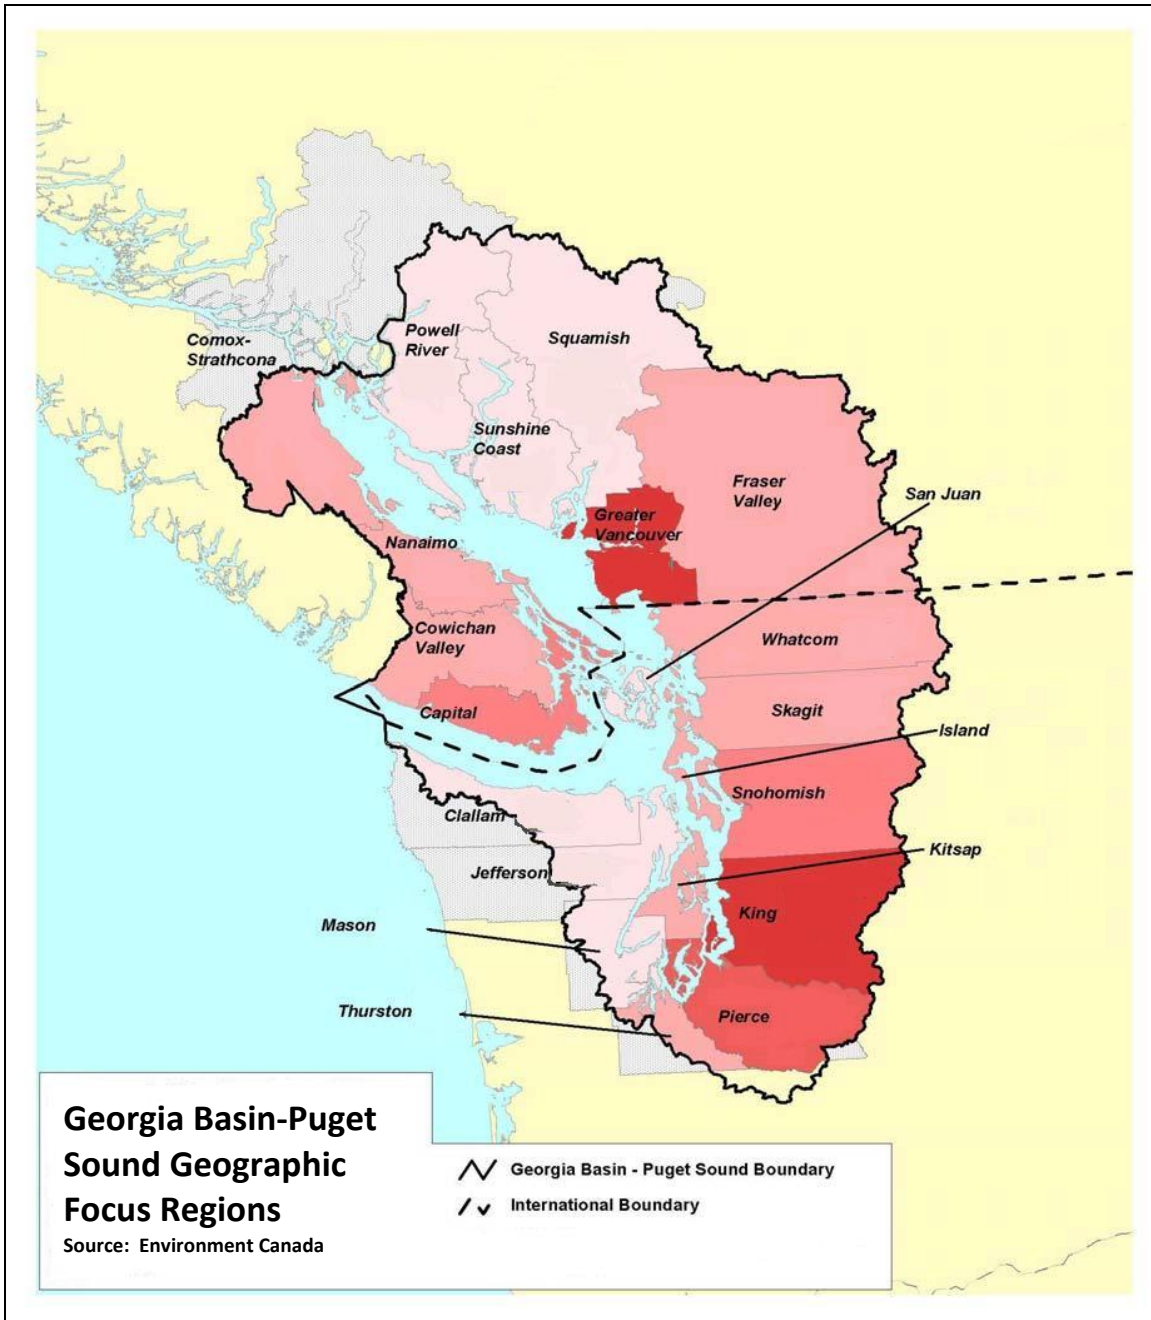 Comox-
Strathcona
Powell
River
Squamish
Sunshine
Coast
Fraser
Valley
San Juan
Greater
Vancouver
Nanaimo
Cowichan
Valley
Whatcom
Capital
Skagit
Island
Snohomish
Clallam
Kitsap
Jefferson
King
Mason
Thurston
Pierce
Georgia Basin-Puget
Sound Geographic
Focus Regions
Source: Environment Canada
Georgia Basin - Puget Sound Boundary
International Boundary